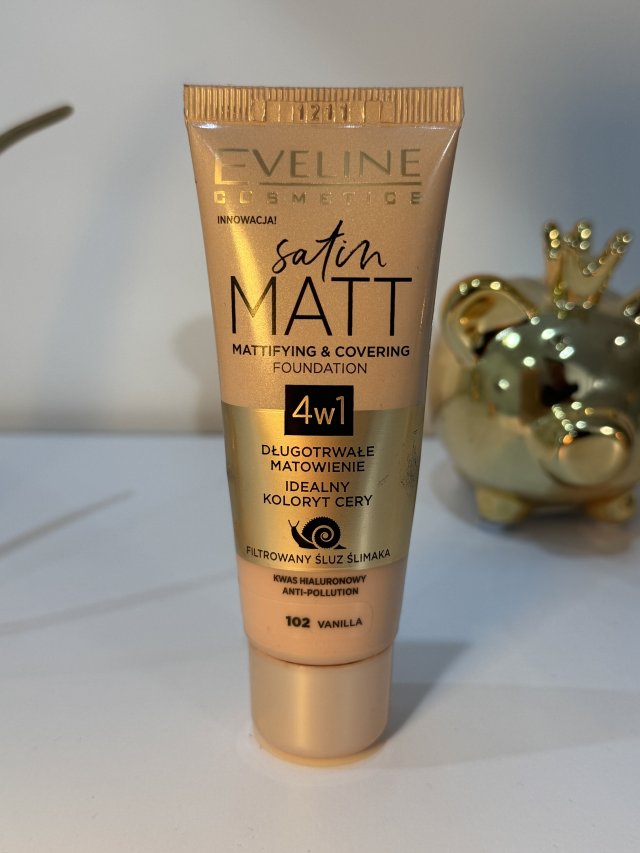 EVELINE
COSMETICS
INNOWACJA!
satin
MATT
MATTIFYING & COVERING
FOUNDATION
4w1
DŁUGOTRWAŁE
MATOWIENIE
IDEALNY
KOLORYT CERY
FILTROWANY ŚLUZ ŚLIMAKA
KWAS HIALURONOWY
ANTI-POLLUTION
102 VANILLA